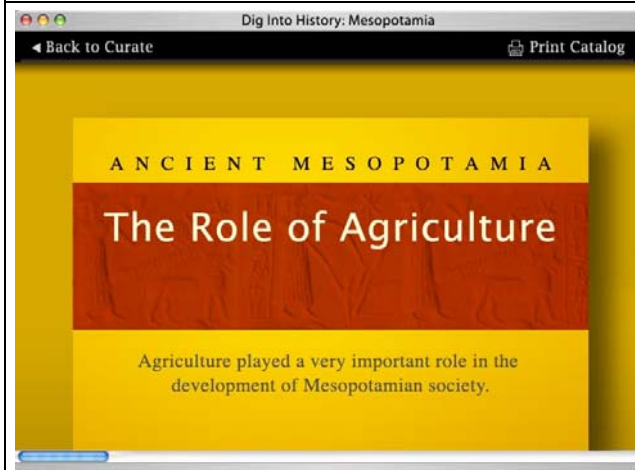 Dig Into History: Mesopotamia
Back to Curate
Print Catalog
ANCIENT MESOPOTAMIA
The Role of Agriculture
Agriculture played a very important role in the
development of Mesopotamian society.